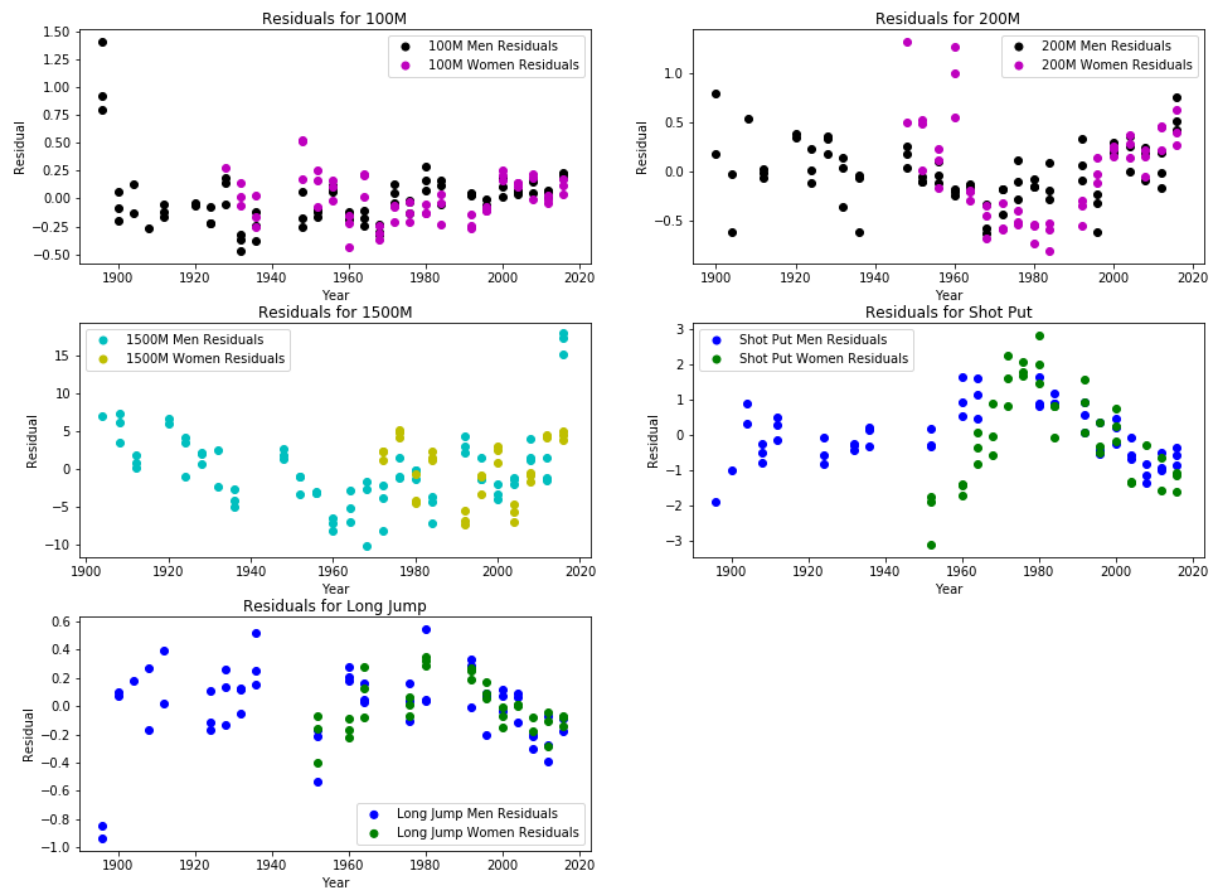 Residuals for 100M
1.50
1.25
1.00
0.75
0.50
0.25
0.00
−0.25
−0.50
Residual
100M Men Residuals
100M Women Residuals
1900 1920 1940 1960 1980 2000 2020
Year
Residuals for 200M
1.0
0.5
0.0
−0.5
Residual
200M Men Residuals
200M Women Residuals
1900 1920 1940 1960 1980 2000 2020
Year
Residuals for 1500M
15
10
5
0
−5
−10
Residual
1500M Men Residuals
1500M Women Residuals
1900 1920 1940 1960 1980 2000 2020
Year
Residuals for Shot Put
3
2
1
0
−1
−2
−3
Residual
Shot Put Men Residuals
Shot Put Women Residuals
1900 1920 1940 1960 1980 2000 2020
Year
Residuals for Long Jump
0.6
0.4
0.2
0.0
−0.2
−0.4
−0.6
−0.8
−1.0
Residual
Long Jump Men Residuals
Long Jump Women Residuals
1900 1920 1940 1960 1980 2000 2020
Year